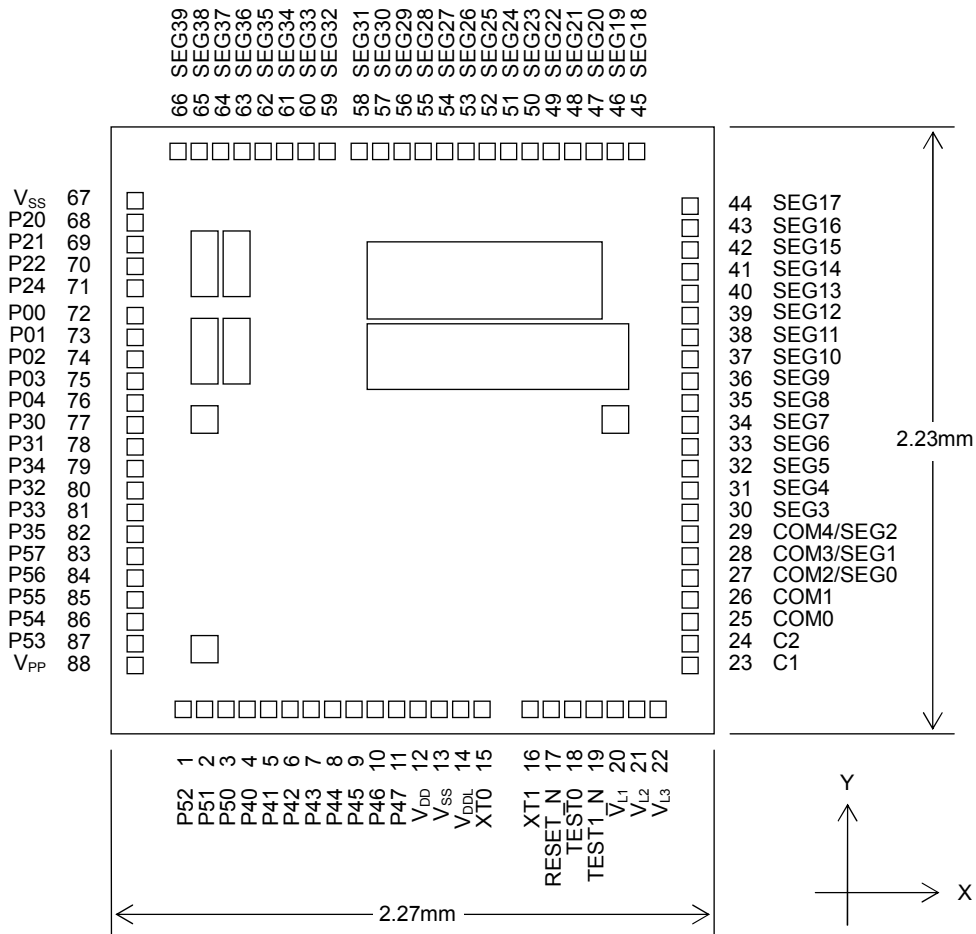 66 SEG39
65 SEG38
64 SEG37
63 SEG36
62 SEG35
61 SEG34
60 SEG33
59 SEG32
58 SEG31
57 SEG30
56 SEG29
55 SEG28
54 SEG27
53 SEG26
52 SEG25
51 SEG24
50 SEG23
49 SEG22
48 SEG21
47 SEG20
46 SEG19
45 SEG18
VSS 67
P20 68
P21 69
P22 70
P24 71
P00 72
P01 73
P02 74
P03 75
P04 76
P30 77
P31 78
P34 79
P32 80
P33 81
P35 82
P57 83
P56 84
P55 85
P54 86
P53 87
VPP 88
44 SEG17
43 SEG16
42 SEG15
41 SEG14
40 SEG13
39 SEG12
38 SEG11
37 SEG10
36 SEG9
35 SEG8
34 SEG7
33 SEG6
32 SEG5
31 SEG4
30 SEG3
29 COM4/SEG2
28 COM3/SEG1
27 COM2/SEG0
26 COM1
25 COM0
24 C2
23 C1
2.23mm
P52 1
P51 2
P50 3
P40 4
P41 5
P42 6
P43 7
P44 8
P45 9
P46 10
P47 11
VDD 12
VSS 13
VDDL 14
XT0 15
XT1 16
RESET_N 17
TEST0 18
TEST1_N 19
VL1 20
VL2 21
VL3 22
2.27mm
Y
X